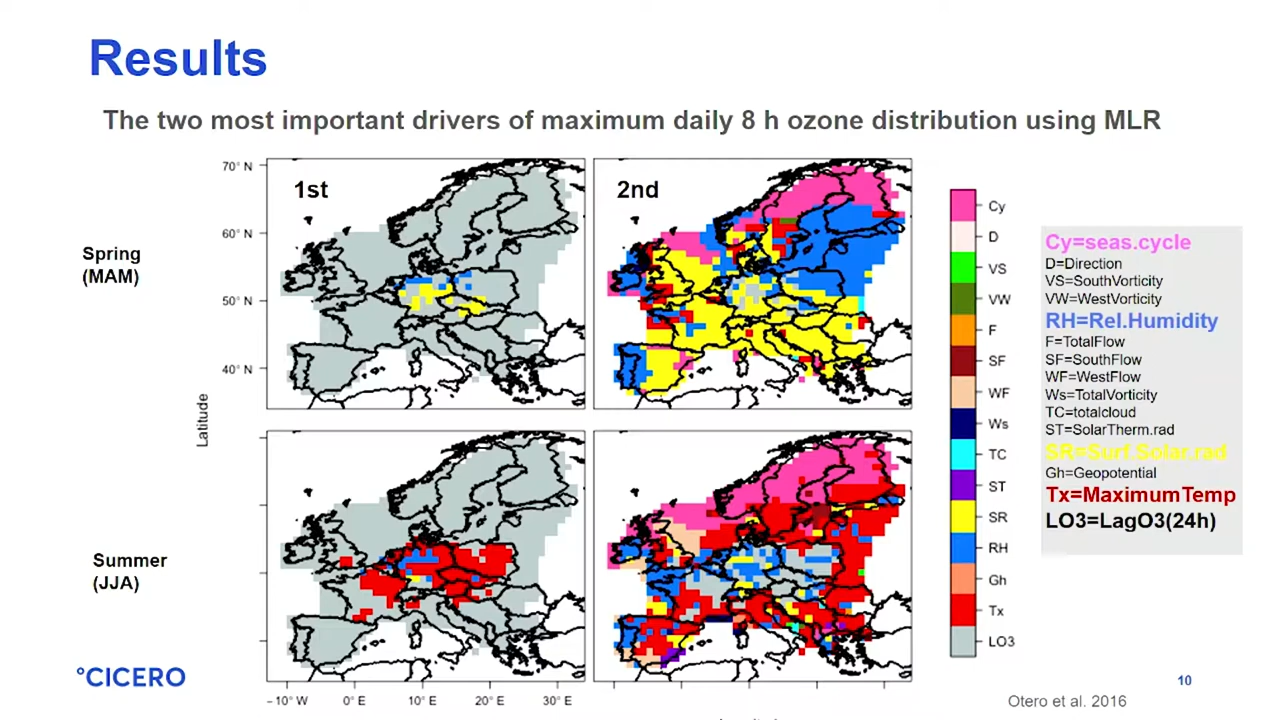 Results
The two most important drivers of maximum daily 8 h ozone distribution using MLR
Spring
(MAM)
Summer
(JJA)
Latitude
1st
2nd
70° N
60° N
50° N
40° N
−10° W
0° E
10° E
20° E
30° E
Cy
D
VS
VW
F
SF
WF
Ws
TC
ST
SR
RH
Gh
Tx
LO3
Cy=seas.cycle
D=Direction
VS=SouthVorticity
VW=WestVorticity
RH=Rel.Humidity
F=TotalFlow
SF=SouthFlow
WF=WestFlow
Ws=TotalVorticity
TC=totalcloud
ST=SolarTherm.rad
SR=Surf.Solar.rad
Gh=Geopotential
Tx=MaximumTemp
LO3=LagO3(24h)
°CICERO
10
Otero et al. 2016